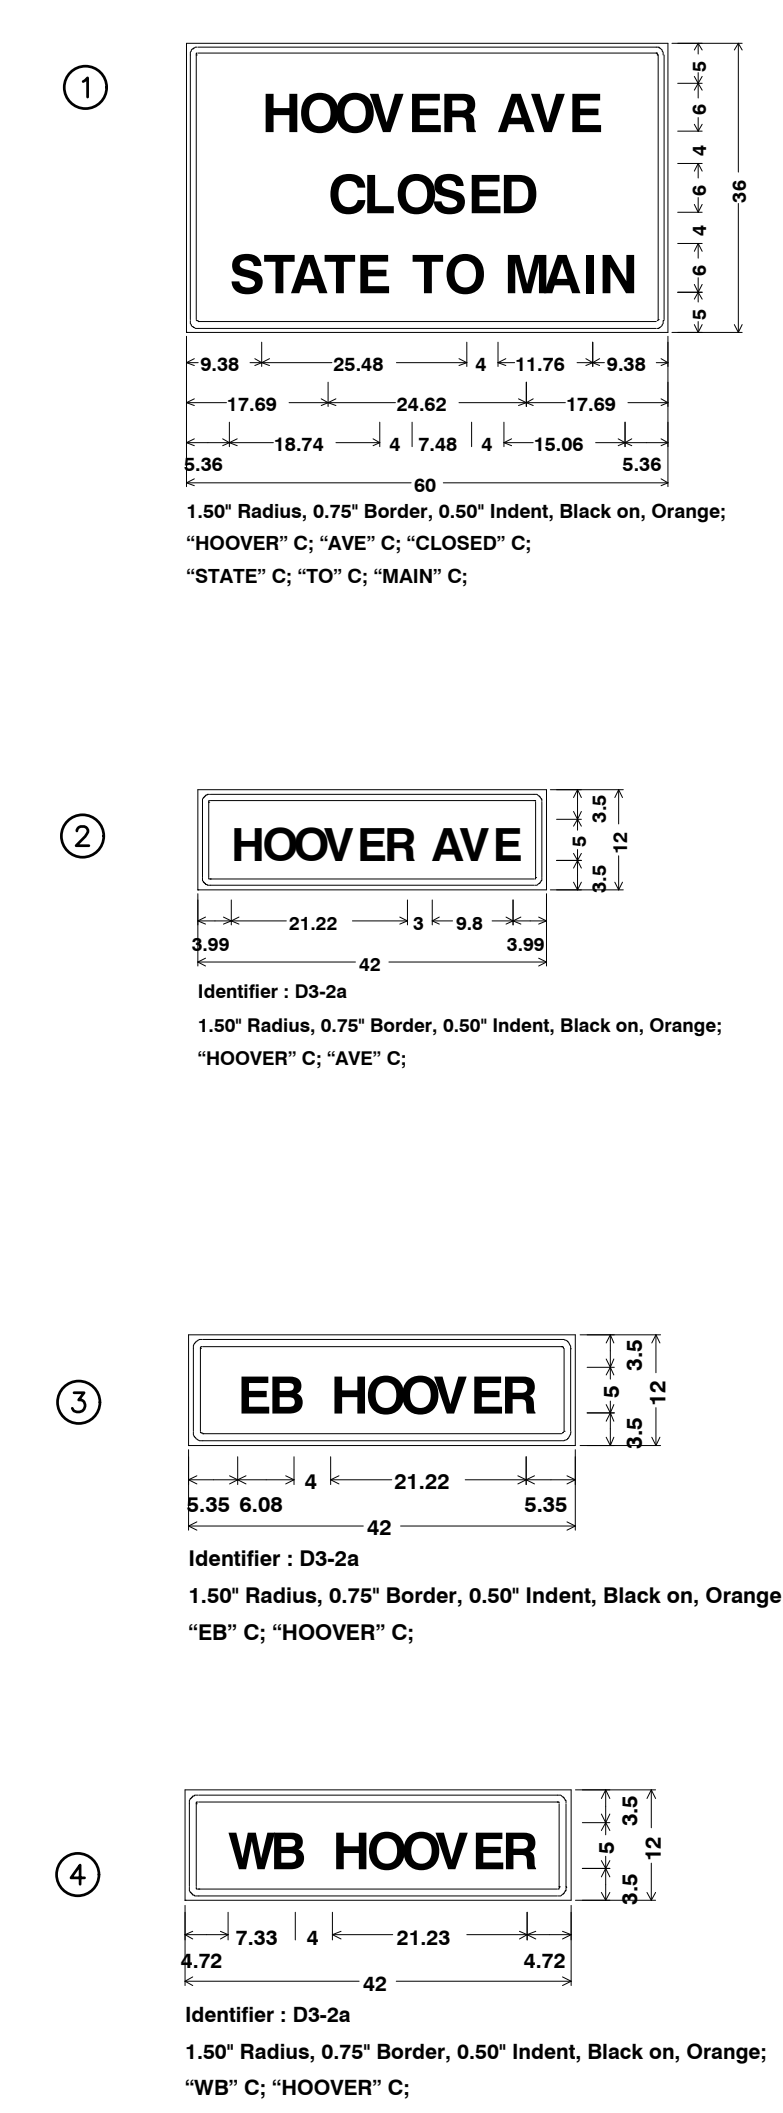 1
HOOVER AVE
CLOSED
STATE TO MAIN
5
6
4
6
4
6
5
36
9.38 25.48 4 11.76 9.38
17.69 24.62 17.69
18.74 4 7.48 4 15.06
5.36 5.36
60
1.50" Radius, 0.75" Border, 0.50" Indent, Black on, Orange;
“HOOVER” C; “AVE” C; “CLOSED” C;
“STATE” C; “TO” C; “MAIN” C;
2
HOOVER AVE
3.5
5
3.5
12
21.22 3 9.8
3.99 3.99
42
Identifier : D3-2a
1.50" Radius, 0.75" Border, 0.50" Indent, Black on, Orange;
“HOOVER” C; “AVE” C;
3
EB HOOVER
3.5
5
3.5
12
4 21.22
5.35 6.08 5.35
42
Identifier : D3-2a
1.50" Radius, 0.75" Border, 0.50" Indent, Black on, Orange
“EB” C; “HOOVER” C;
4
WB HOOVER
3.5
5
3.5
12
7.33 4 21.23
4.72 4.72
42
Identifier : D3-2a
1.50" Radius, 0.75" Border, 0.50" Indent, Black on, Orange;
“WB” C; “HOOVER” C;